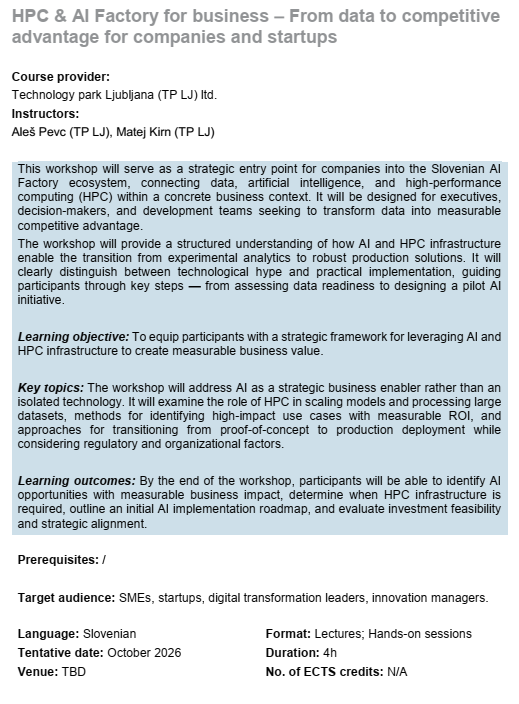 HPC & AI Factory for business – From data to competitive
advantage for companies and startups
Course provider:
Technology park Ljubljana (TP LJ) ltd.
Instructors:
Aleš Pevc (TP LJ), Matej Kirn (TP LJ)
This workshop will serve as a strategic entry point for companies into the Slovenian AI
Factory ecosystem, connecting data, artificial intelligence, and high-performance
computing (HPC) within a concrete business context. It will be designed for executives,
decision-makers, and development teams seeking to transform data into measurable
competitive advantage.
The workshop will provide a structured understanding of how AI and HPC infrastructure
enable the transition from experimental analytics to robust production solutions. It will
clearly distinguish between technological hype and practical implementation, guiding
participants through key steps — from assessing data readiness to designing a pilot AI
initiative.
Learning objective: To equip participants with a strategic framework for leveraging AI and
HPC infrastructure to create measurable business value.
Key topics: The workshop will address AI as a strategic business enabler rather than an
isolated technology. It will examine the role of HPC in scaling models and processing large
datasets, methods for identifying high-impact use cases with measurable ROI, and
approaches for transitioning from proof-of-concept to production deployment while
considering regulatory and organizational factors.
Learning outcomes: By the end of the workshop, participants will be able to identify AI
opportunities with measurable business impact, determine when HPC infrastructure is
required, outline an initial AI implementation roadmap, and evaluate investment feasibility
and strategic alignment.
Prerequisites: /
Target audience: SMEs, startups, digital transformation leaders, innovation managers.
Language: Slovenian
Format: Lectures; Hands-on sessions
Tentative date: October 2026
Duration: 4h
Venue: TBD
No. of ECTS credits: N/A